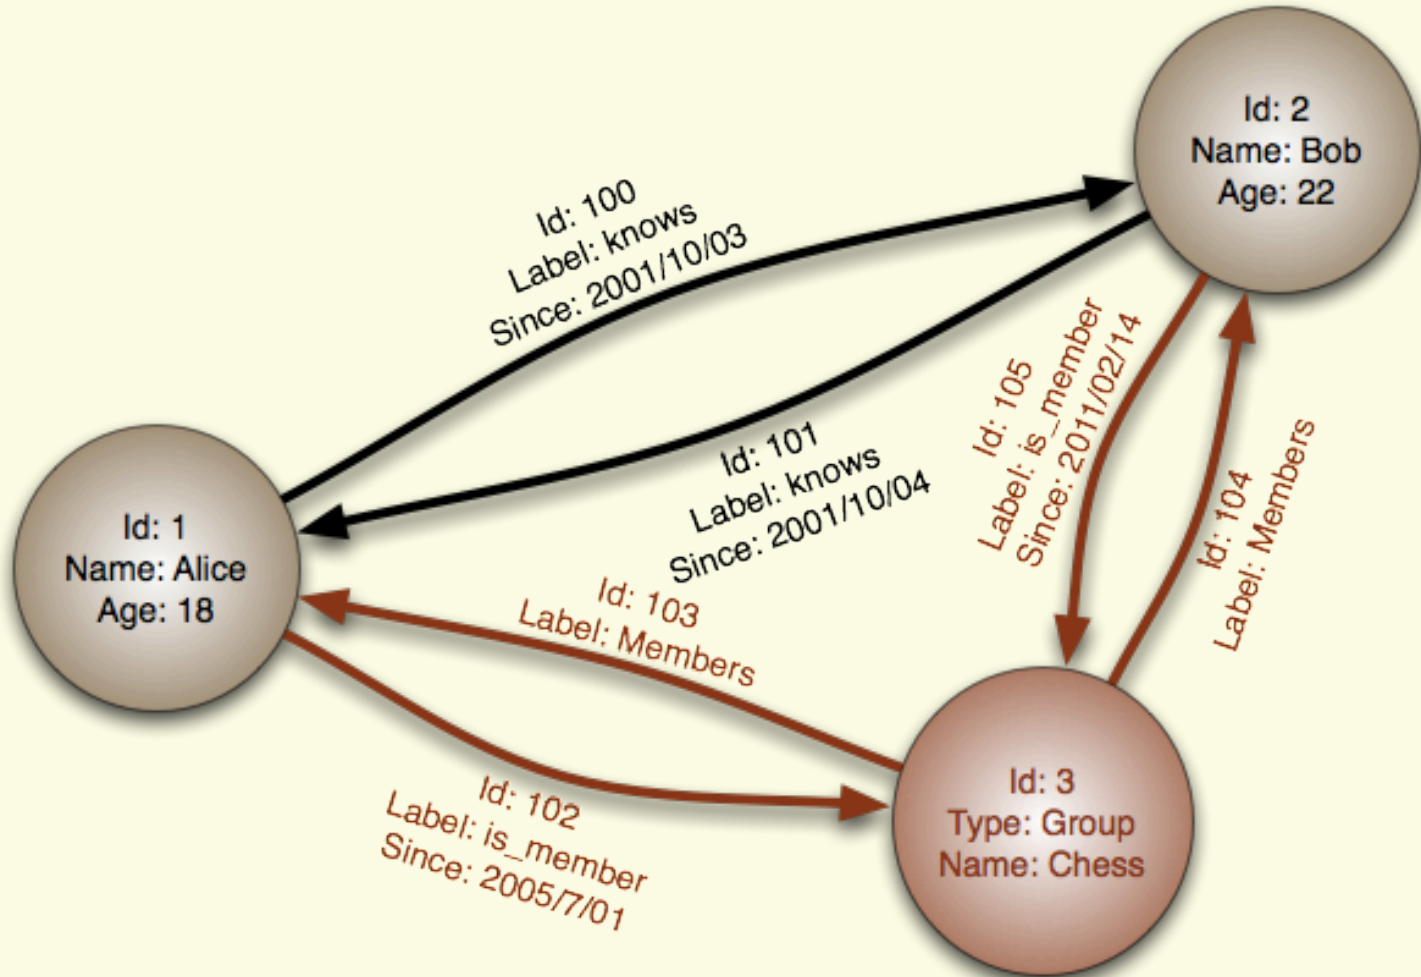 Id: 2
Name: Bob
Age: 22
Id: 100
Label: knows
Since: 2001/10/03
Id: 101
Label: knows
Since: 2001/10/04
Id: 105
Label: is_member
Since: 2011/02/14
Id: 104
Label: Members
Id: 1
Name: Alice
Age: 18
Id: 103
Label: Members
Id: 102
Label: is_member
Since: 2005/7/01
Id: 3
Type: Group
Name: Chess